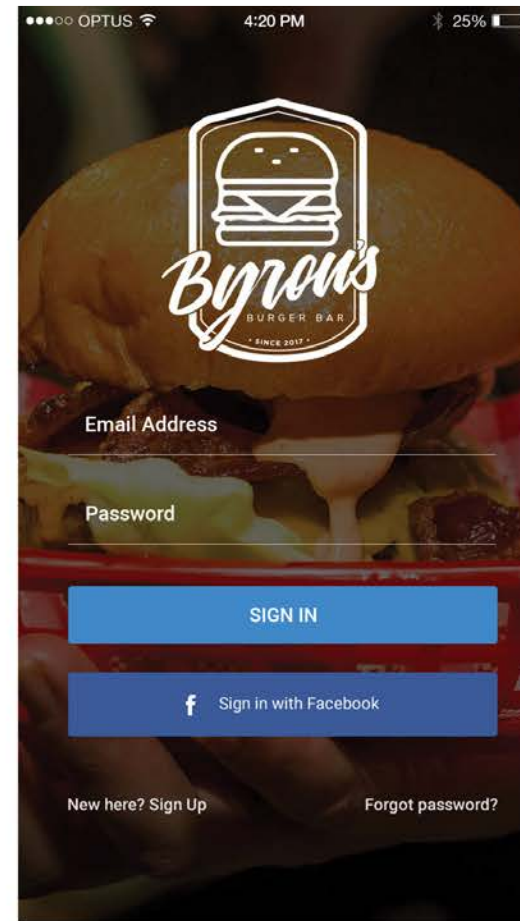 OPTUS 4:20 PM 25%
Byron's
BURGER BAR
• SINCE 2017 •
Email Address
Password
SIGN IN
f Sign in with Facebook
New here? Sign Up Forgot password?